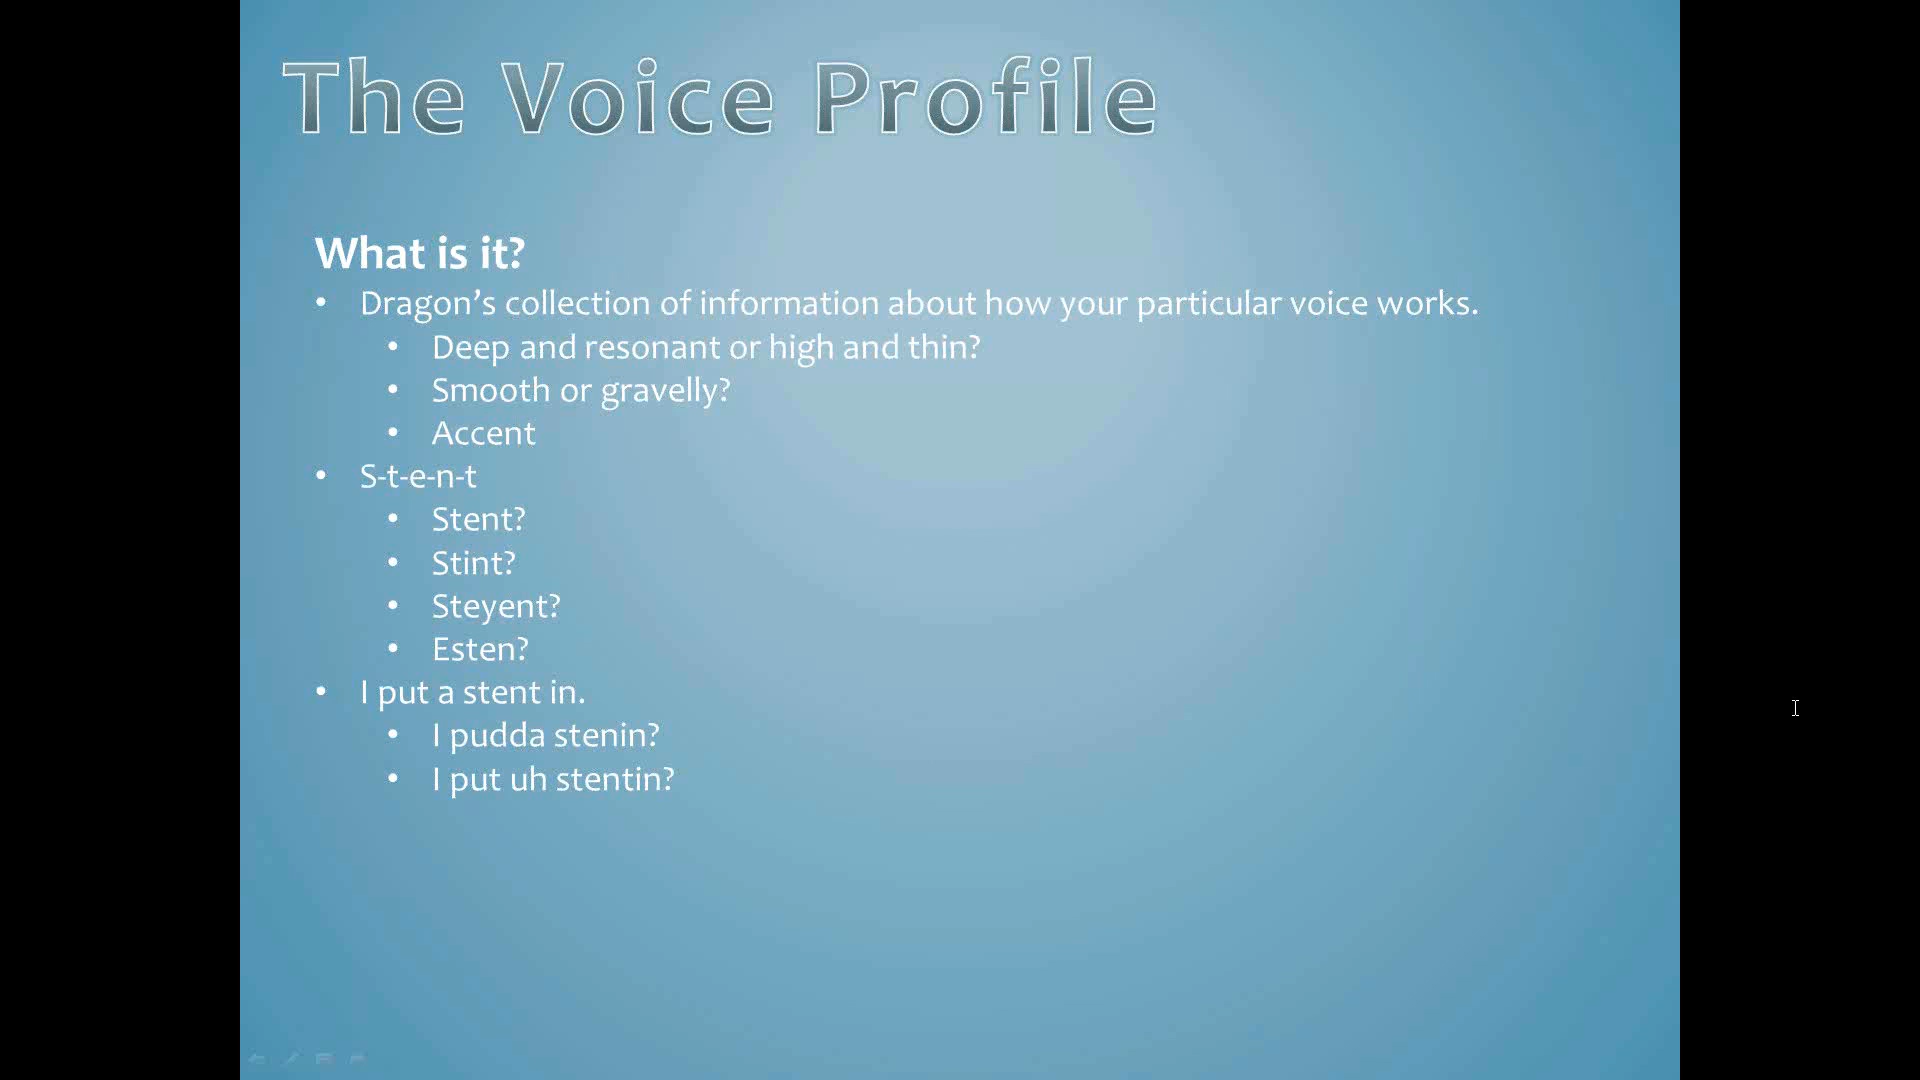 The Voice Profile
What is it?
• Dragon’s collection of information about how your particular voice works.
• Deep and resonant or high and thin?
• Smooth or gravelly?
• Accent
• S-t-e-n-t
• Stent?
• Stint?
• Steyent?
• Esten?
• I put a stent in.
• I pudda stenin?
• I put uh stentin?